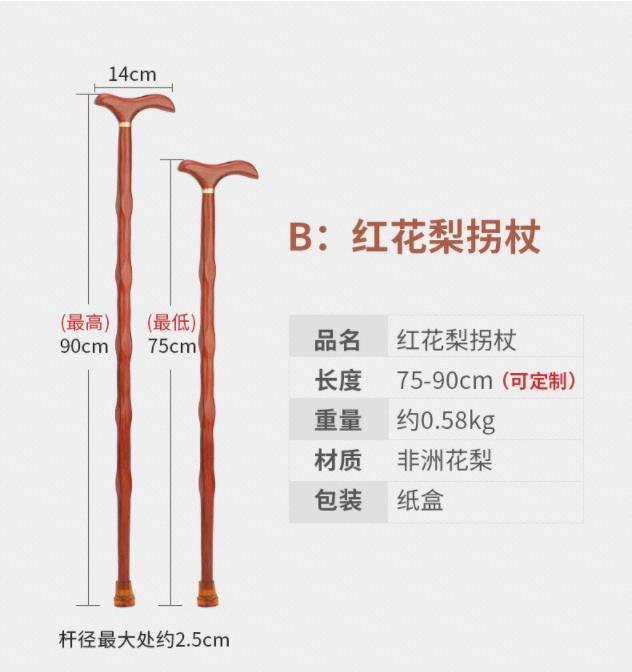 14cm
(最高)
90cm
(最低)
75cm
杆径最大处约2.5cm
B：红花梨拐杖
品名 红花梨拐杖
长度 75-90cm（可定制）
重量 约0.58kg
材质 非洲花梨
包装 纸盒